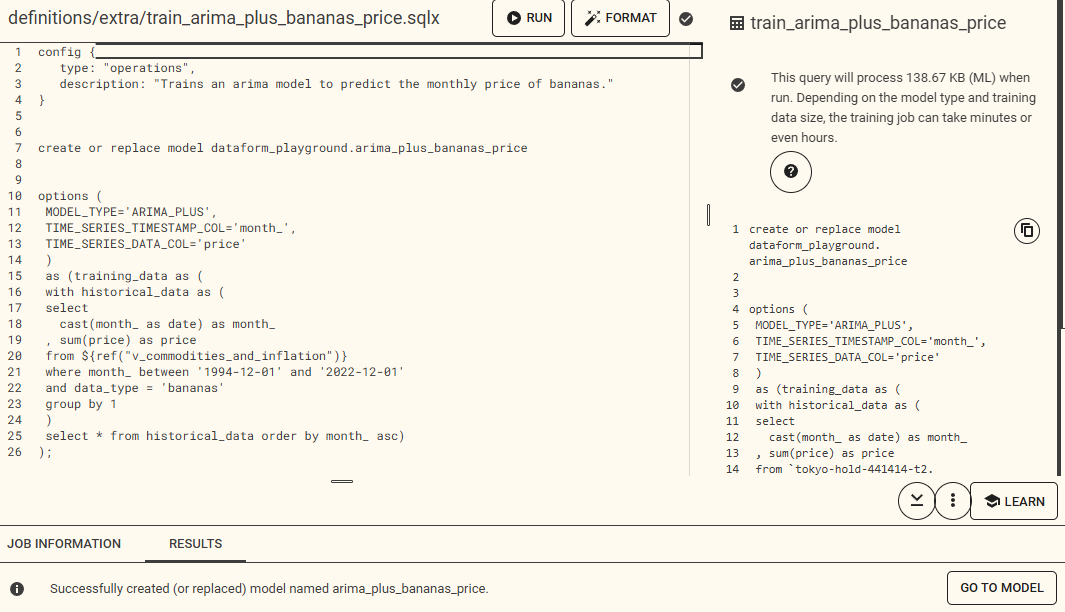 definitions/extra/train_arima_plus_bananas_price.sqlx
RUN
FORMAT
1 config {
2    type: "operations",
3    description: "Trains an arima model to predict the monthly price of bananas."
4 }
5
6
7 create or replace model dataform_playground.arima_plus_bananas_price
8
9
10 options (
11  MODEL_TYPE='ARIMA_PLUS',
12  TIME_SERIES_TIMESTAMP_COL='month_',
13  TIME_SERIES_DATA_COL='price'
14  )
15  as (training_data as (
16  with historical_data as (
17  select
18    cast(month_ as date) as month_
19  , sum(price) as price
20  from ${ref("v_commodities_and_inflation")}
21  where month_ between '1994-12-01' and '2022-12-01'
22  and data_type = 'bananas'
23  group by 1
24  )
25  select * from historical_data order by month_ asc)
26 );
train_arima_plus_bananas_price
This query will process 138.67 KB (ML) when
run. Depending on the model type and training
data size, the training job can take minutes or
even hours.
1 create or replace model
dataform_playground.
arima_plus_bananas_price
2
3
4 options (
5  MODEL_TYPE='ARIMA_PLUS',
6  TIME_SERIES_TIMESTAMP_COL='month_',
7  TIME_SERIES_DATA_COL='price'
8  )
9  as (training_data as (
10  with historical_data as (
11  select
12    cast(month_ as date) as month_
13  , sum(price) as price
14  from `tokyo-hold-441414-t2.
LEARN
JOB INFORMATION
RESULTS
Successfully created (or replaced) model named arima_plus_bananas_price.
GO TO MODEL